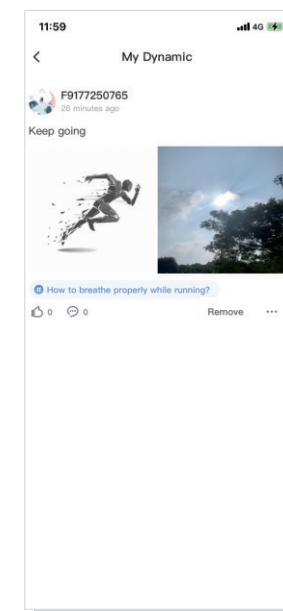 11:59
4G
My Dynamic
F9177250765
26 minutes ago
Keep going
# How to breathe properly while running?
0 0 Remove ...